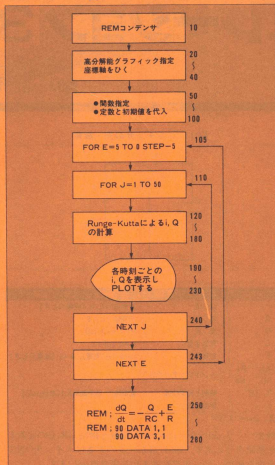 REMコンデンサ
10
高分解能グラフィック指定
座標軸をひく
20
〜
40
●関数指定
●定数と初期値を代入
50
〜
100
FOR E=5 TO 0 STEP-5
105
FOR J=1 TO 50
110
Runge-Kuttaによるi, Q
の計算
120
〜
180
各時刻ごとの
i, Qを表示し
PLOTする
190
〜
230
NEXT J
240
NEXT E
243
REM ; dQ/dt = -Q/RC + E/R
REM ; 90 DATA 1, 1
90 DATA 3, 1
250
〜
260